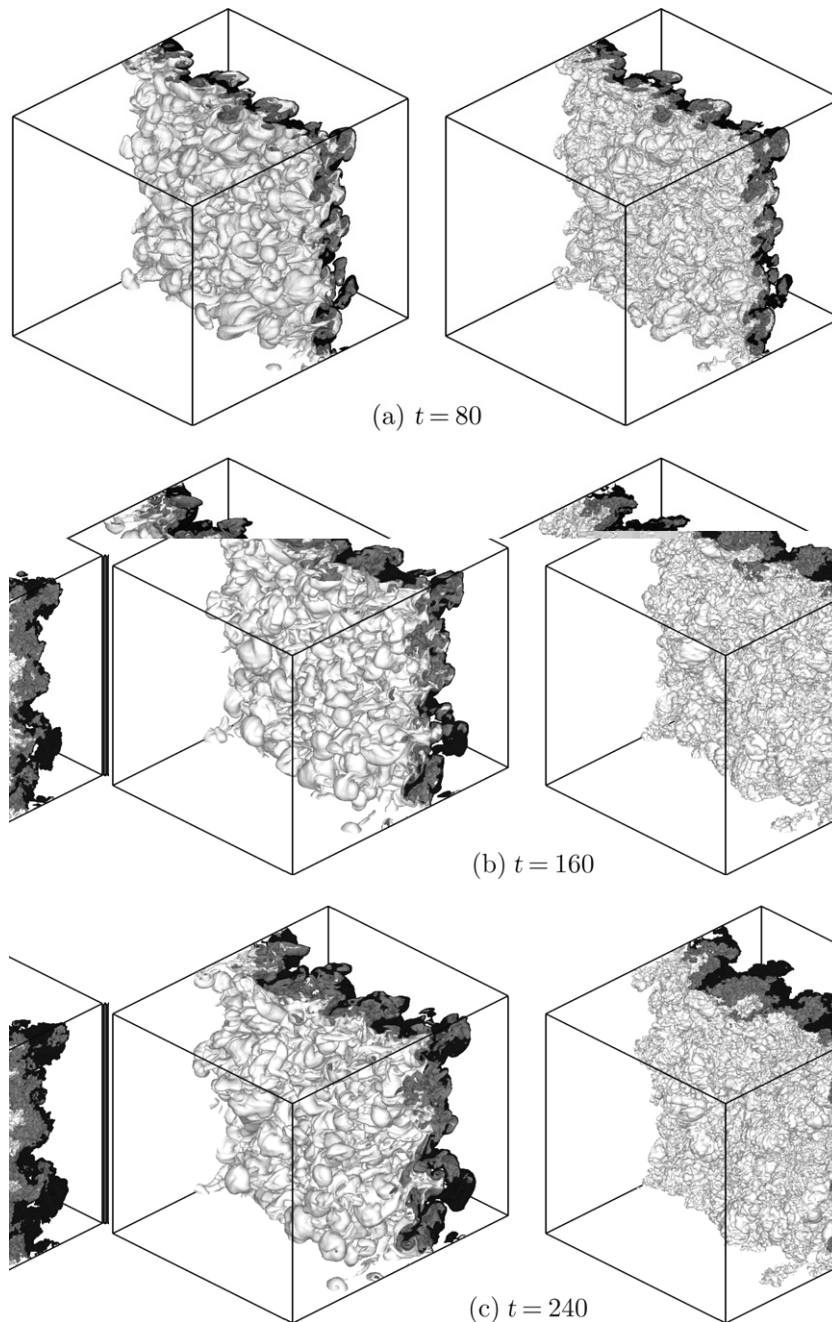 (a) t = 80
(b) t = 160
(c) t = 240